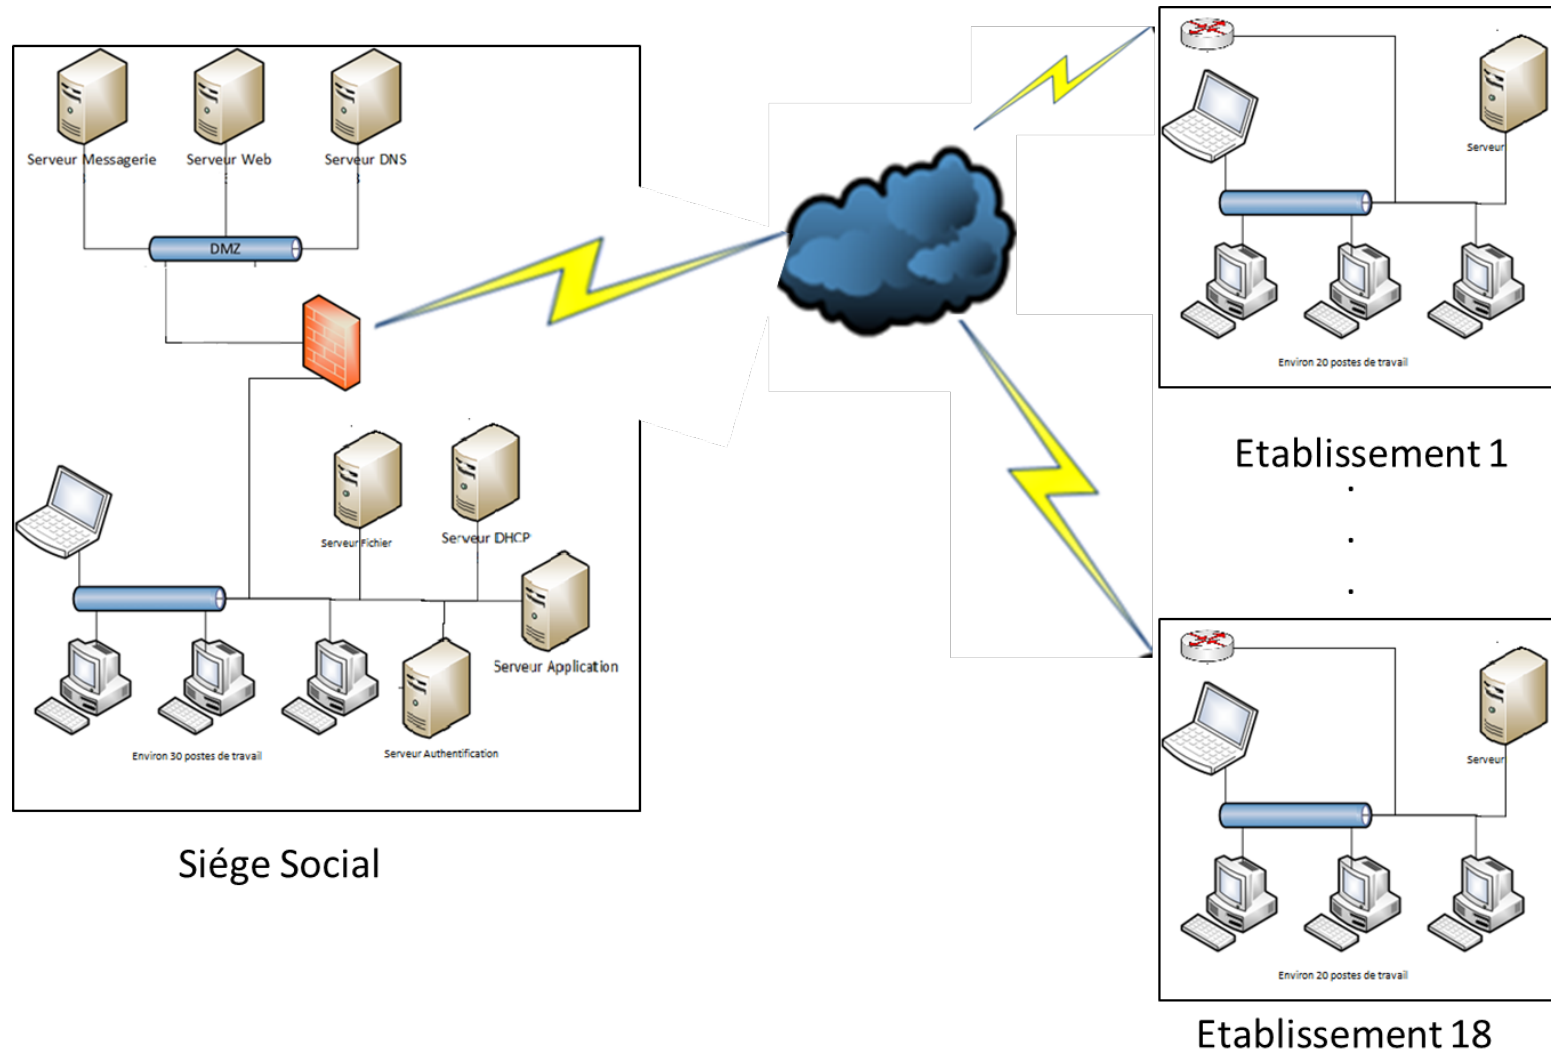 Serveur Messagerie
Serveur Web
Serveur DNS
DMZ
Serveur Fichier
Serveur DHCP
Serveur Application
Serveur Authentification
Environ 30 postes de travail
Siége Social
Serveur
Environ 20 postes de travail
Etablissement 1
.
.
.
Serveur
Environ 20 postes de travail
Etablissement 18